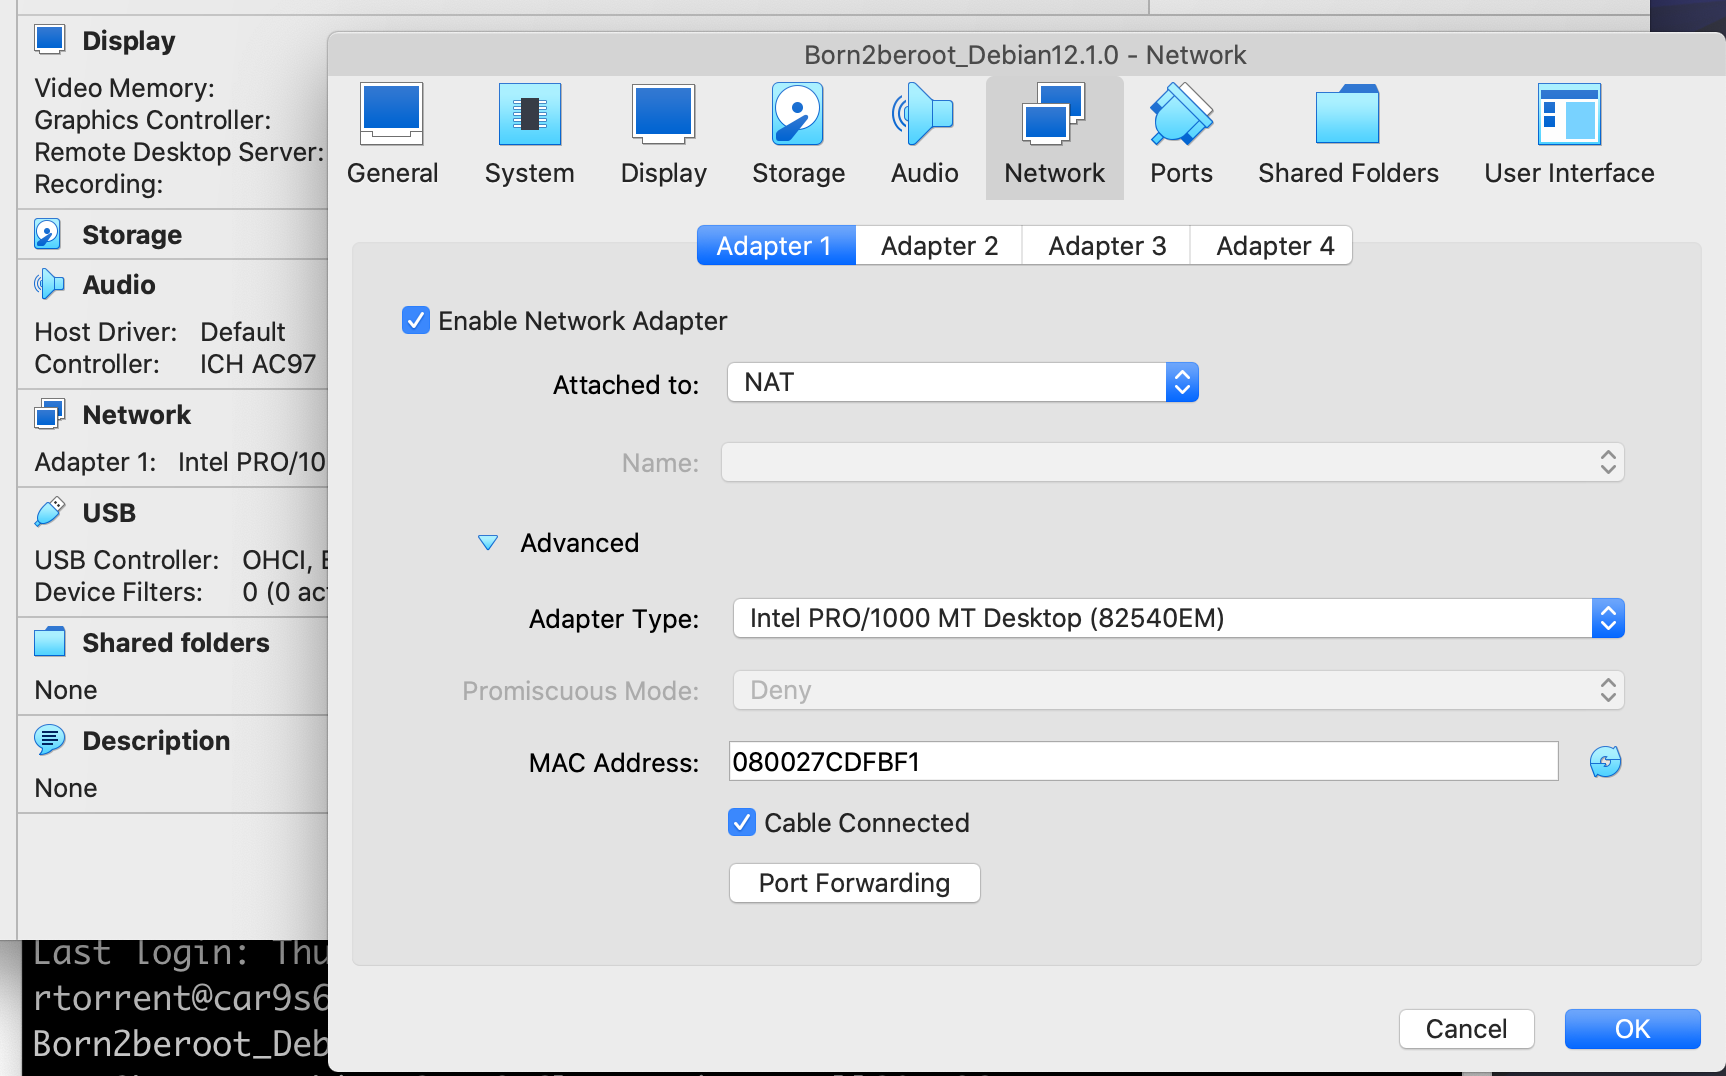 Display
Video Memory:
Graphics Controller:
Remote Desktop Server:
Recording:
Storage
Audio
Host Driver: Default
Controller: ICH AC97
Network
Adapter 1: Intel PRO/10
USB
USB Controller: OHCI, E
Device Filters: 0 (0 ac
Shared folders
None
Description
None
Last login: Thu
rtorrent@car9s6
Born2beroot_Deb
Born2beroot_Debian12.1.0 - Network
General System Display Storage Audio Network Ports Shared Folders User Interface
Adapter 1 Adapter 2 Adapter 3 Adapter 4
Enable Network Adapter
Attached to: NAT
Name:
Advanced
Adapter Type: Intel PRO/1000 MT Desktop (82540EM)
Promiscuous Mode: Deny
MAC Address: 080027CDFBF1
Cable Connected
Port Forwarding
Cancel OK